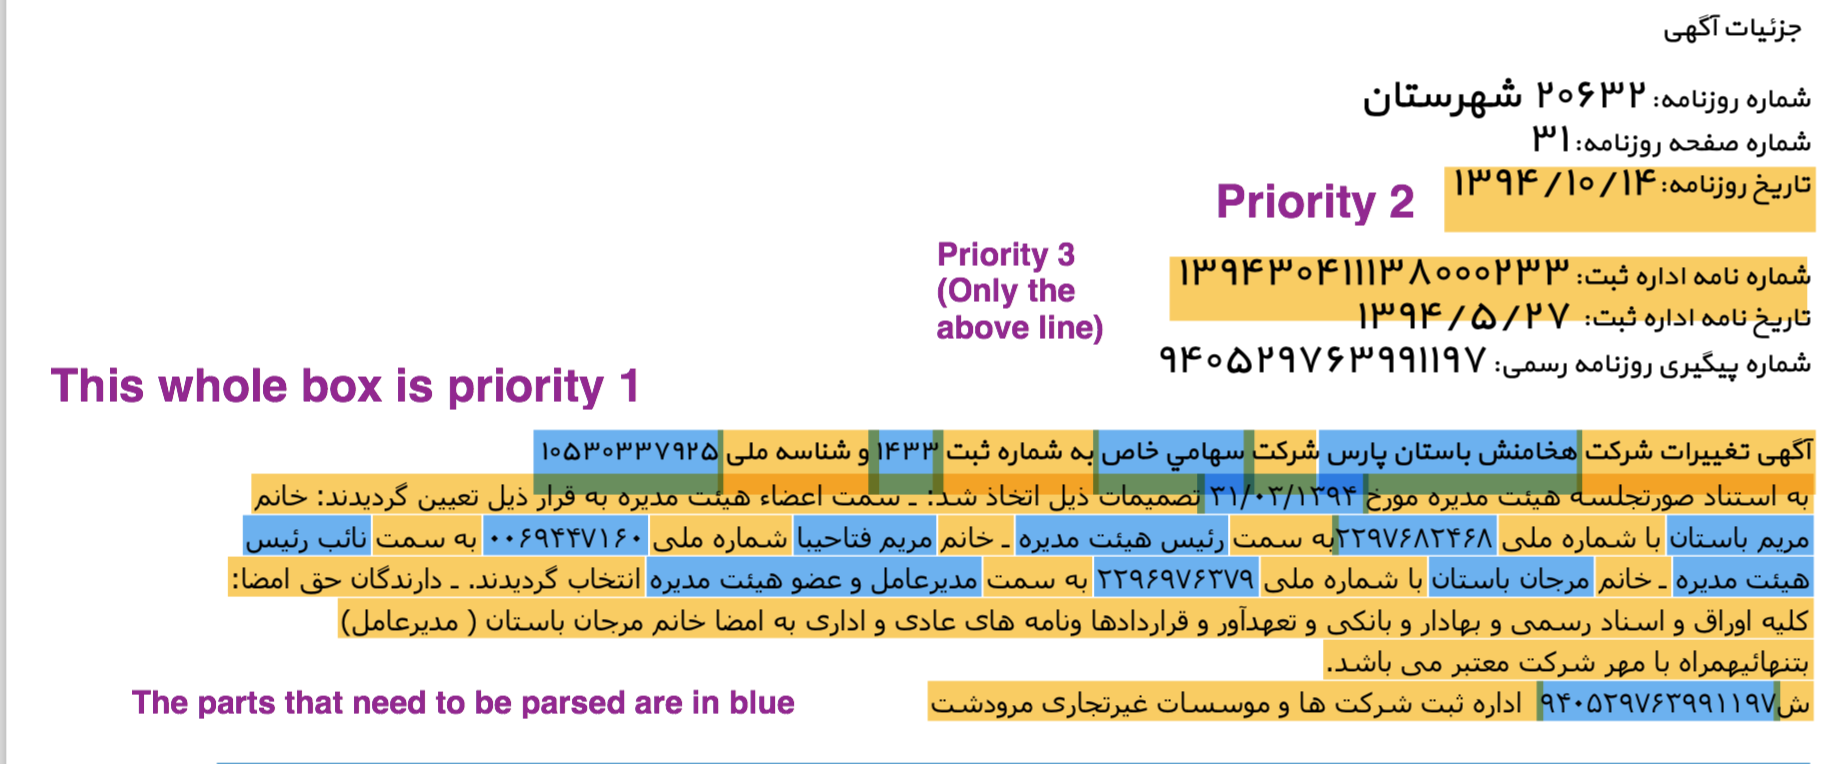 جزئیات آگهی
شماره روزنامه: ۲۰۶۳۲ شهرستان
شماره صفحه روزنامه: ۳۱
تاریخ روزنامه: ۱۳۹۴/۱۰/۱۴
Priority 2
Priority 3
(Only the
above line)
شماره نامه اداره ثبت: ۱۳۹۴۳۰۴۱۱۱۳۸۰۰۰۲۳۳
تاریخ نامه اداره ثبت: ۱۳۹۴/۵/۲۷
شماره پیگیری روزنامه رسمی: ۹۴۰۵۲۹۷۶۳۹۹۱۱۹۷
This whole box is priority 1
آگهی تغییرات شرکت هخامنش باستان پارس شرکت سهامي خاص به شماره ثبت ۱۴۳۳ و شناسه ملی ۱۰۵۳۰۳۳۷۹۲۵
به استناد صورتجلسه هیئت مدیره مورخ ۳۱/۰۳/۱۳۹۴ تصمیمات ذیل اتخاذ شد: ـ سمت اعضاء هیئت مدیره به قرار ذیل تعیین گردیدند: خانم
مریم باستان با شماره ملی ۲۲۹۷۶۸۲۴۶۸به سمت رئیس هیئت مدیره ـ خانم مریم فتاحیبا شماره ملی ۰۰۶۹۴۴۷۱۶۰ به سمت نائب رئیس
هیئت مدیره ـ خانم مرجان باستان با شماره ملی ۲۲۹۶۹۷۶۳۷۹ به سمت مدیرعامل و عضو هیئت مدیره انتخاب گردیدند. ـ دارندگان حق امضا:
کلیه اوراق و اسناد رسمی و بهادار و بانکی و تعهدآور و قراردادها ونامه های عادی و اداری به امضا خانم مرجان باستان ( مدیرعامل)
بتنهائیهمراه با مهر شرکت معتبر می باشد.
ش۹۴۰۵۲۹۷۶۳۹۹۱۱۹۷ اداره ثبت شرکت ها و موسسات غیرتجاری مرودشت
The parts that need to be parsed are in blue